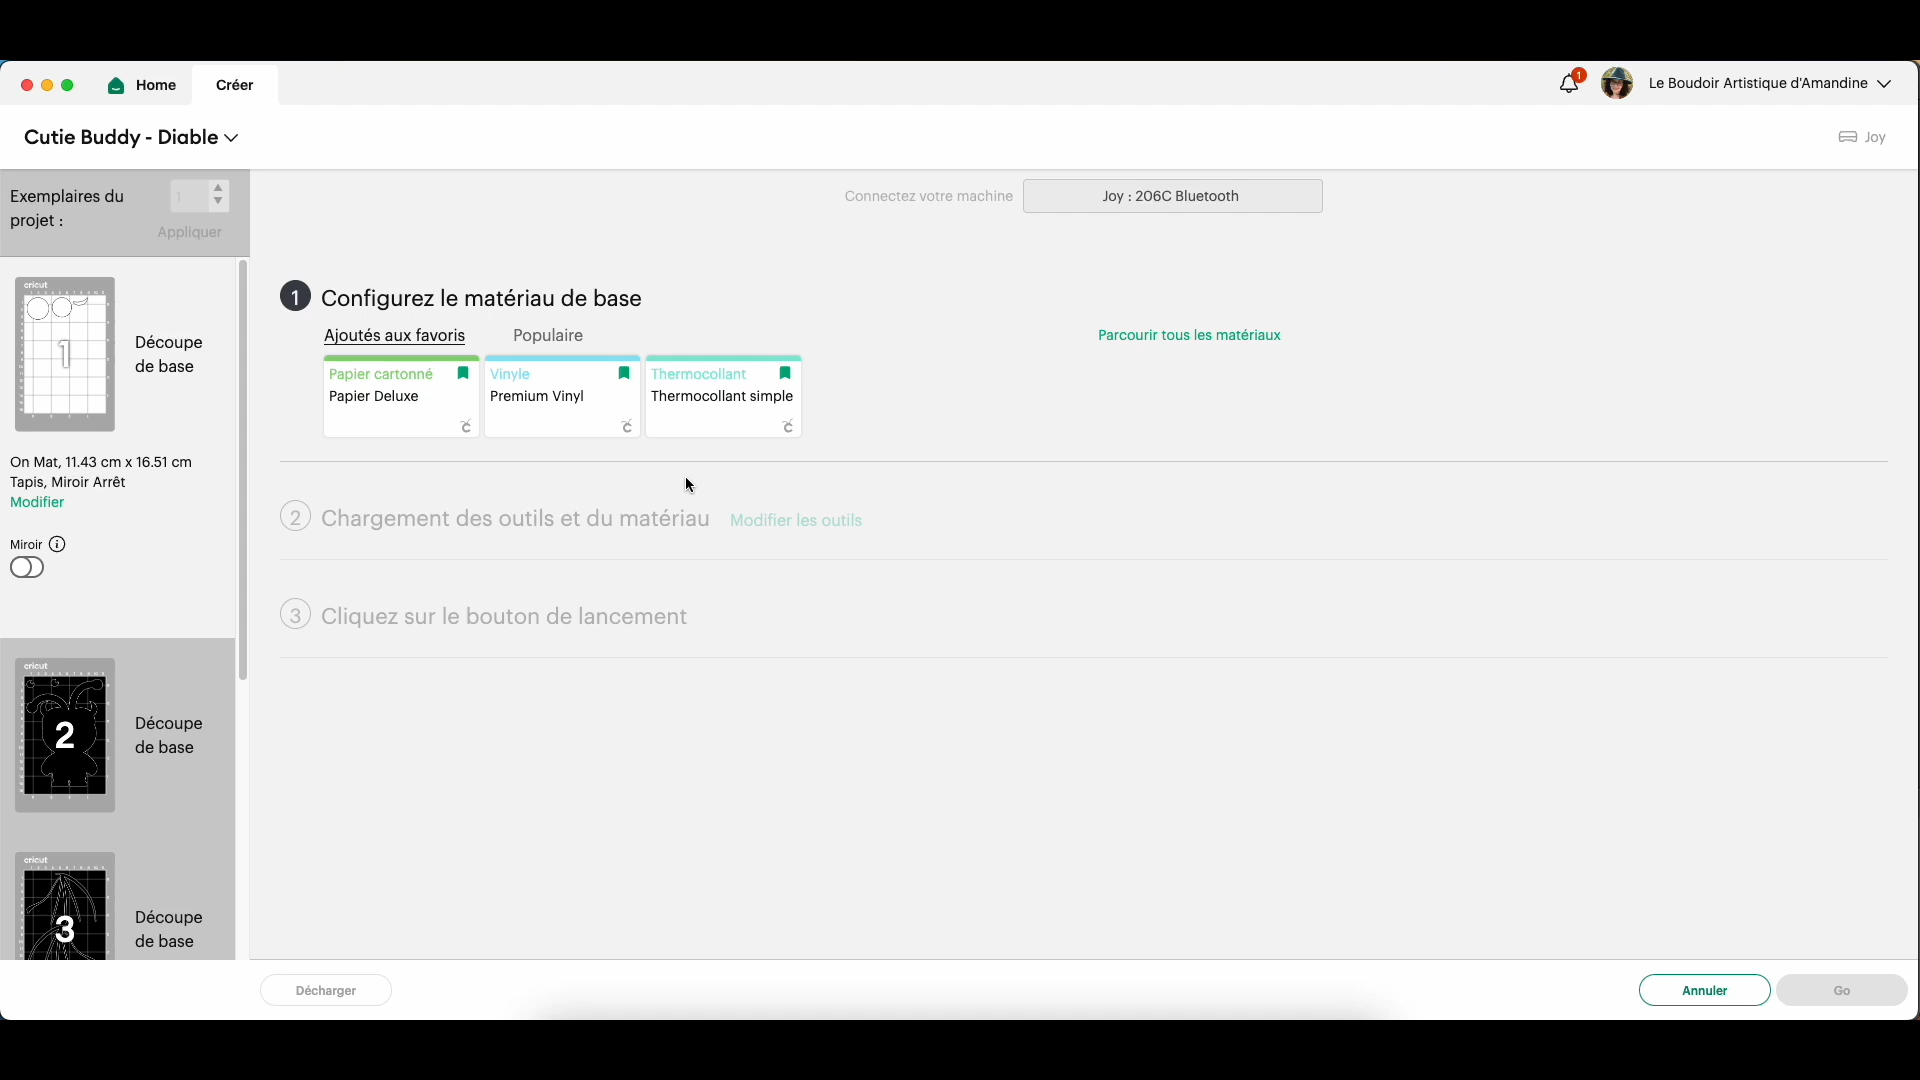 Home
Créer
1
Le Boudoir Artistique d'Amandine
Cutie Buddy - Diable
Joy
Exemplaires du
projet :
1
Appliquer
Connectez votre machine
Joy : 206C Bluetooth
cricut
1
Découpe
de base
On Mat, 11.43 cm x 16.51 cm
Tapis, Miroir Arrêt
Modifier
Miroir
1 Configurez le matériau de base
Ajoutés aux favoris
Populaire
Parcourir tous les matériaux
Papier cartonné
Papier Deluxe
Vinyle
Premium Vinyl
Thermocollant
Thermocollant simple
2 Chargement des outils et du matériau
Modifier les outils
3 Cliquez sur le bouton de lancement
cricut
2
Découpe
de base
cricut
3
Découpe
de base
Décharger
Annuler
Go